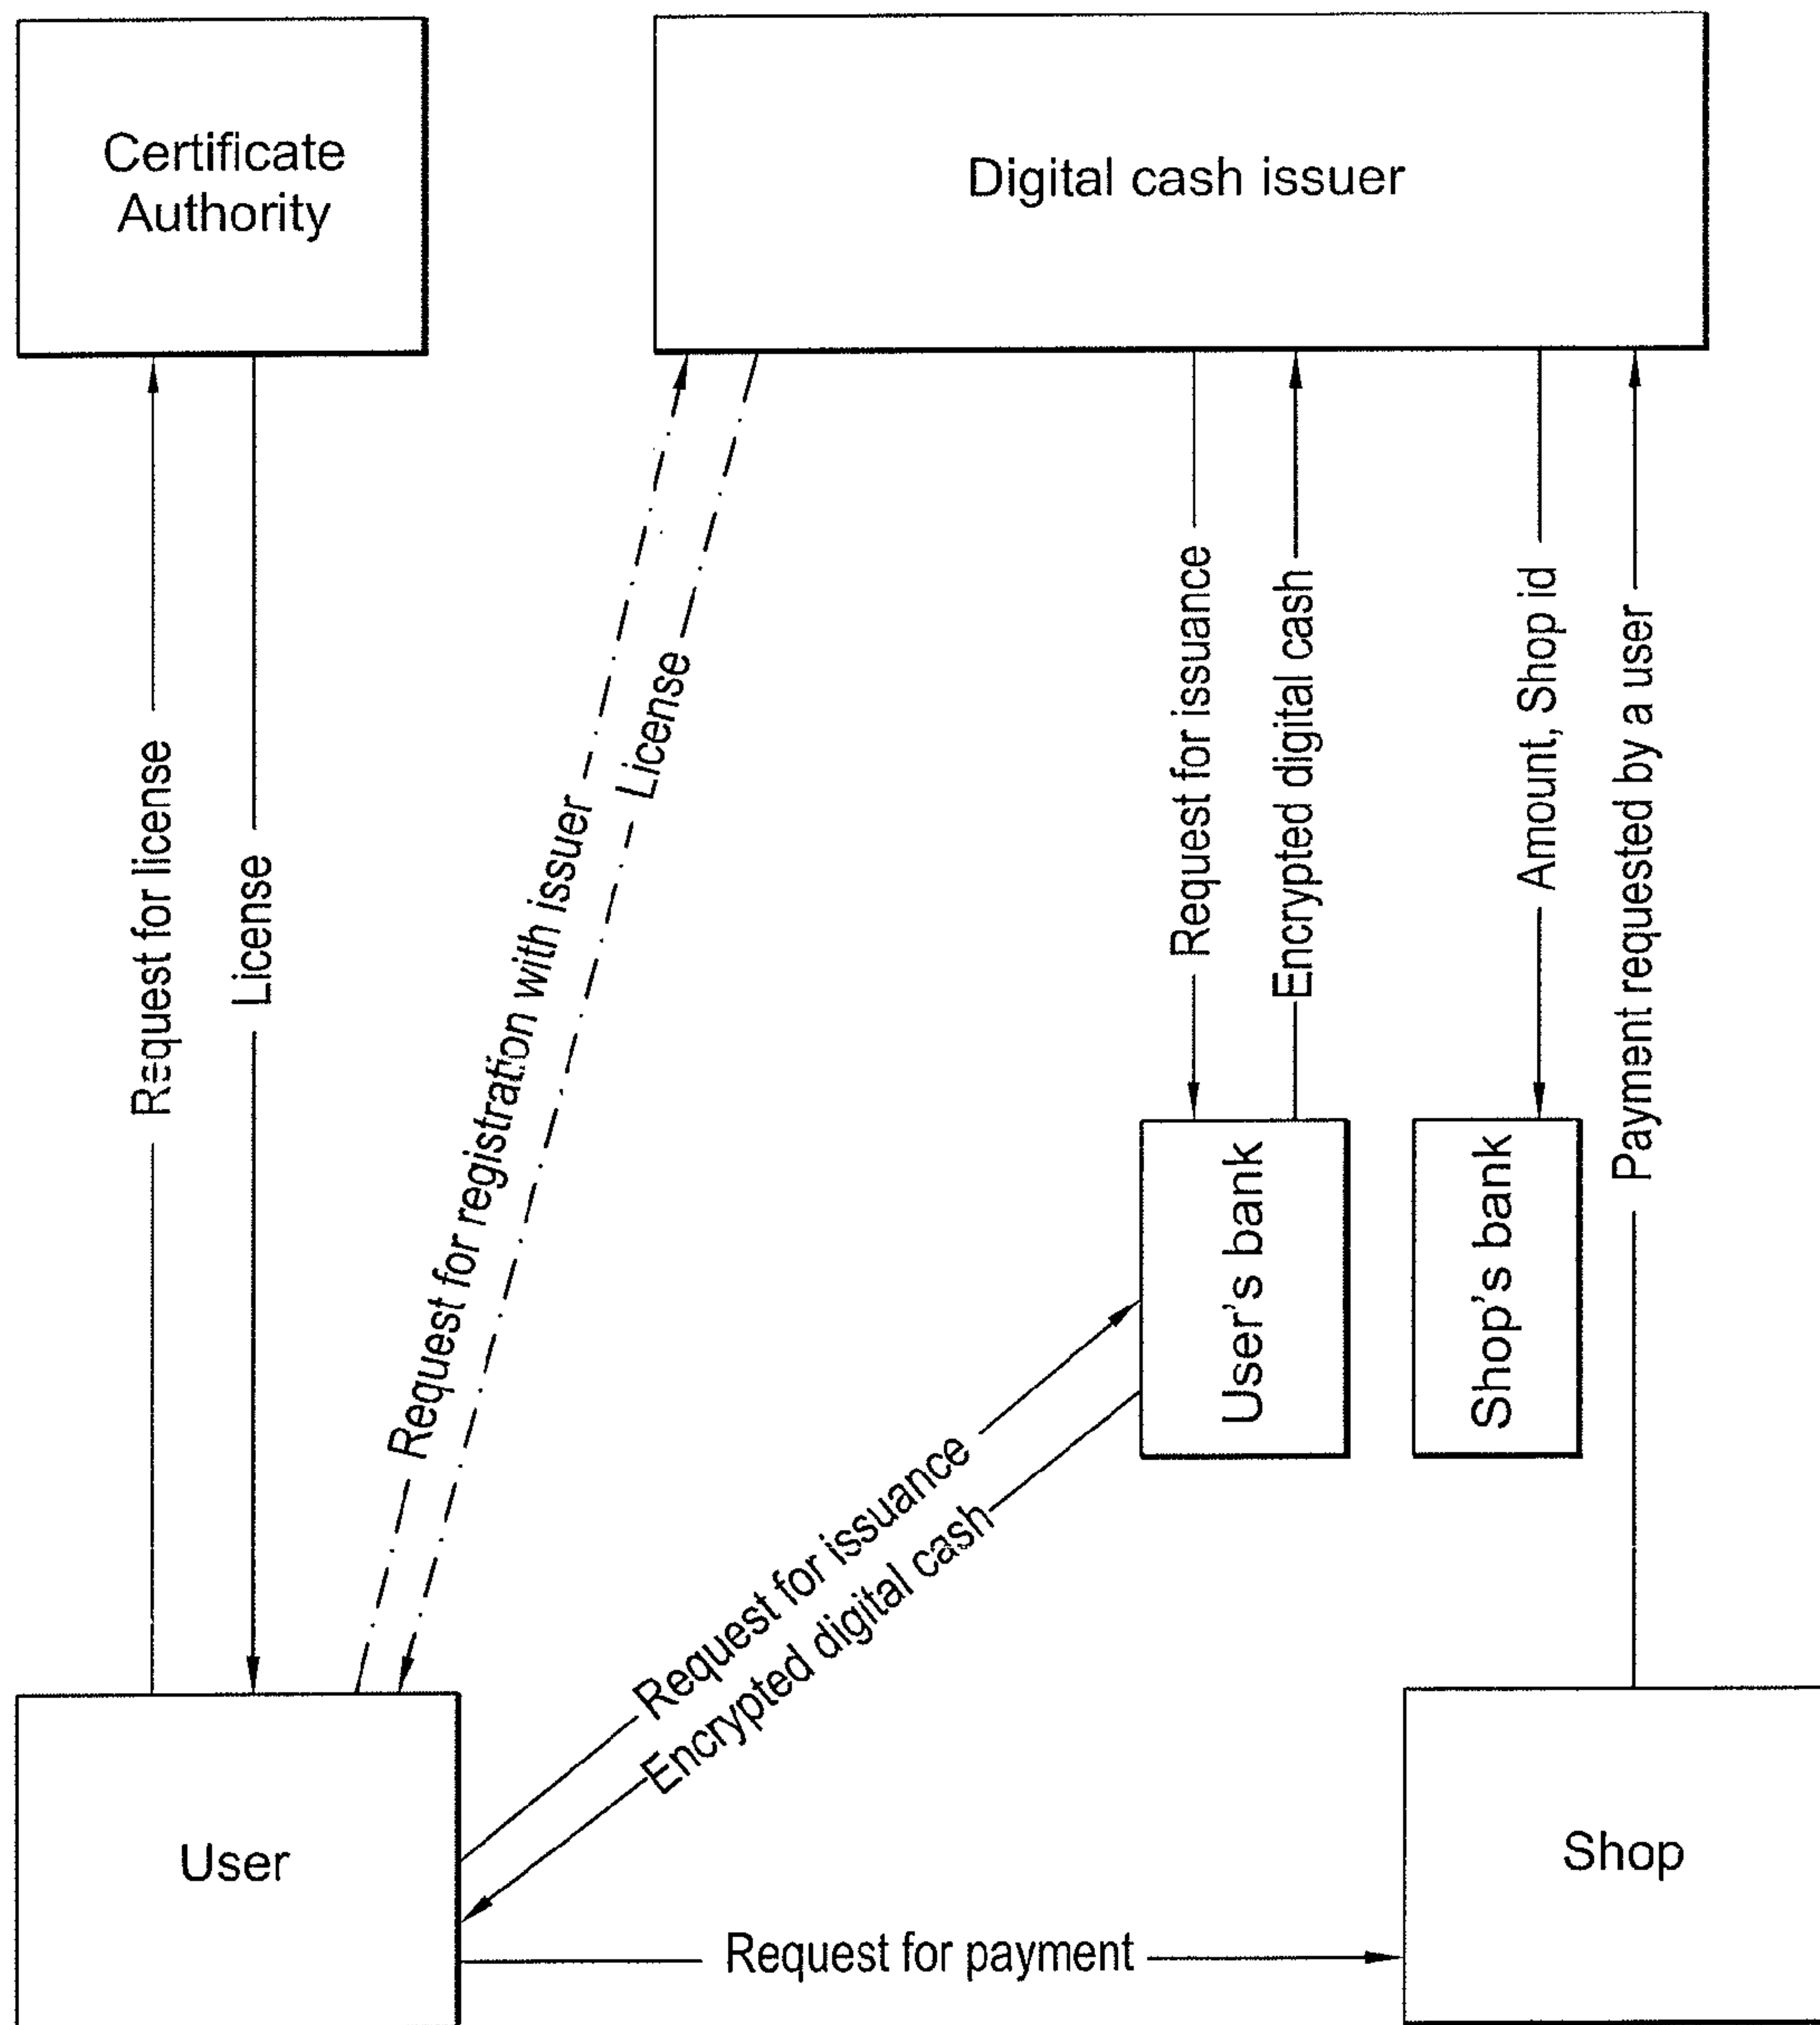 Certificate
Authority
Digital cash issuer
Request for license
License
Request for registration with issuer
License
Request for issuance
Encrypted digital cash
Amount, Shop id
Payment requested by a user
User's bank
Shop's bank
Request for issuance
Encrypted digital cash
User
Request for payment
Shop